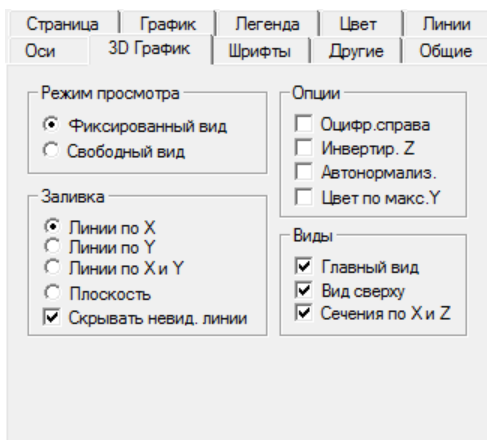 Страница График Легенда Цвет Линии
Оси 3D График Шрифты Другие Общие
Режим просмотра
Фиксированный вид
Свободный вид
Заливка
Линии по X
Линии по Y
Линии по X и Y
Плоскость
Скрывать невид. линии
Опции
Оцифр.справа
Инвертир. Z
Автонормализ.
Цвет по макс.Y
Виды
Главный вид
Вид сверху
Сечения по X и Z